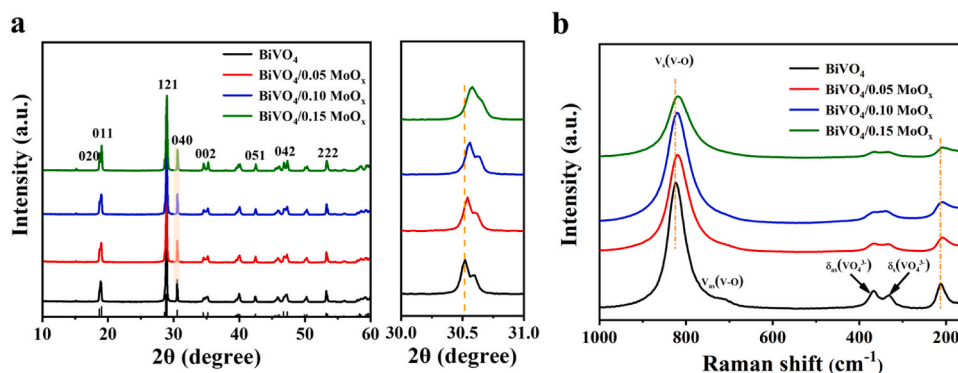 a
Intensity (a.u.)
BiVO₄
BiVO₄/0.05 MoOₓ
BiVO₄/0.10 MoOₓ
BiVO₄/0.15 MoOₓ
121
011
020
040
002
051
042
222
10 20 30 40 50 60
2θ (degree)
30.0 30.5 31.0
2θ (degree)
b
Intensity (a.u.)
νₛ(V-O)
BiVO₄
BiVO₄/0.05 MoOₓ
BiVO₄/0.10 MoOₓ
BiVO₄/0.15 MoOₓ
νₐₛ(V-O)
δₐₛ(VO₄³⁻)
δₛ(VO₄³⁻)
1000 800 600 400 200
Raman shift (cm⁻¹)